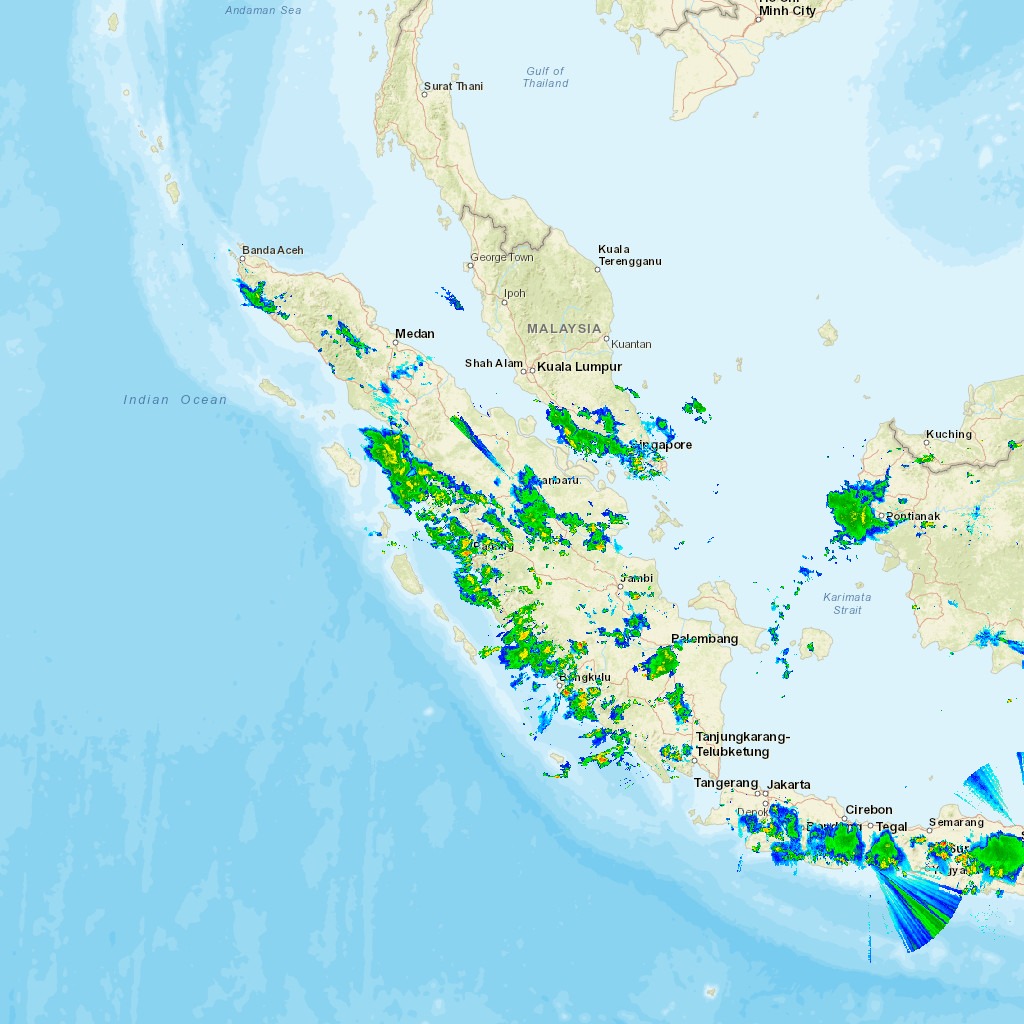 Andaman Sea
Minh City
Gulf of
Thailand
Surat Thani
Banda Aceh
George Town
Kuala
Terengganu
Ipoh
MALAYSIA
Medan
Kuantan
Shah Alam
Kuala Lumpur
Indian Ocean
Singapore
Kuching
Pontianak
Padang
Jambi
Karimata
Strait
Palembang
Bengkulu
Tanjungkarang-
Telubketung
Tangerang
Jakarta
Depok
Cirebon
Bandung
Tegal
Semarang